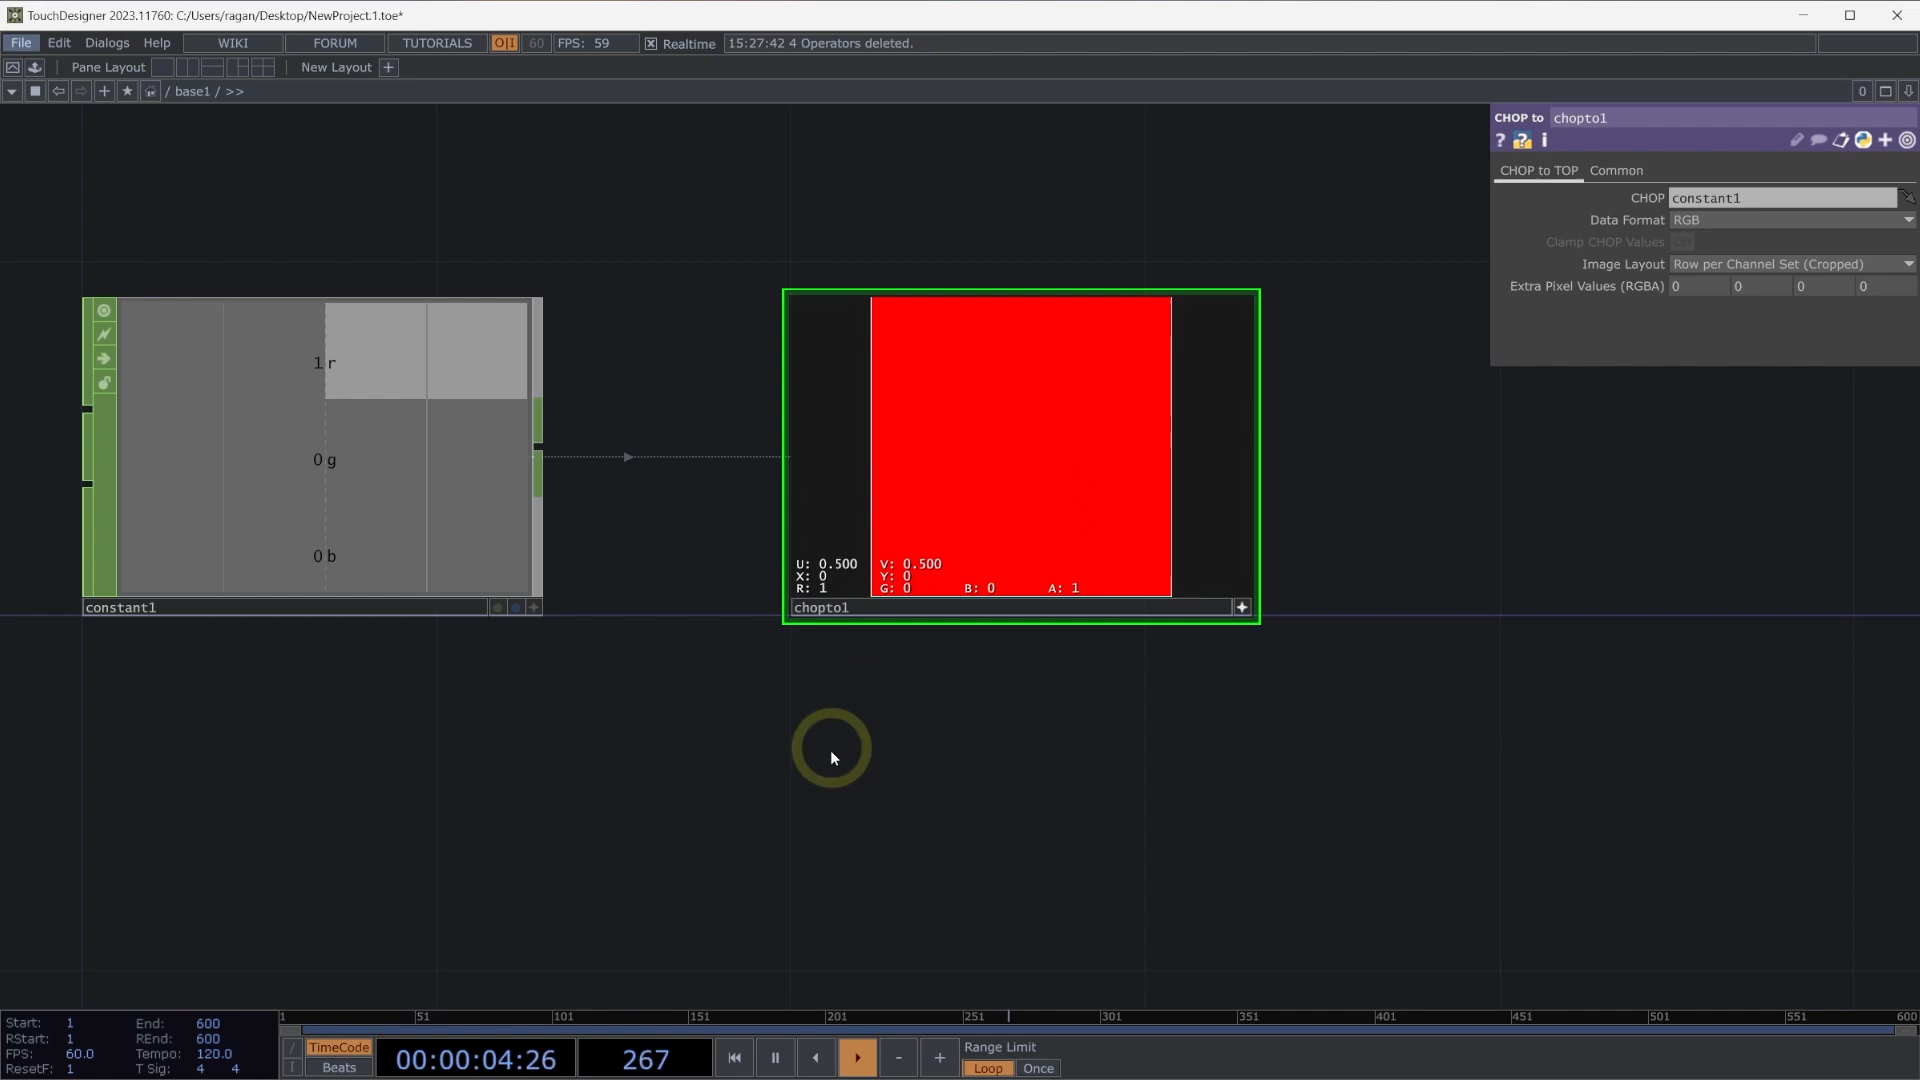 TouchDesigner 2023.11760: C:/Users/ragan/Desktop/NewProject.1.toe*
File Edit Dialogs Help WIKI FORUM TUTORIALS O|I 60 FPS: 59 Realtime 15:27:42 4 Operators deleted.
Pane Layout New Layout +
/ base1 / >> 0
CHOP to chopto1
? ? i
CHOP to TOP Common
CHOP constant1
Data Format RGB
Clamp CHOP Values Off
Image Layout Row per Channel Set (Cropped)
Extra Pixel Values (RGBA) 0 0 0 0
1 r
0 g
0 b
constant1
U: 0.500 V: 0.500
X: 0 Y: 0
R: 1 G: 0 B: 0 A: 1
chopto1
1 51 101 151 201 251 301 351 401 451 501 551 600
Start: 1 End: 600
RStart: 1 REnd: 600
FPS: 60.0 Tempo: 120.0
ResetF: 1 T Sig: 4 4
TimeCode
Beats
00:00:04:26 267
- +
Range Limit
Loop Once